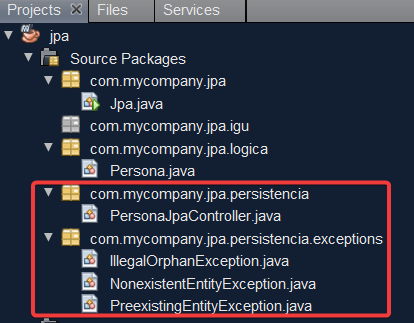 Projects Files Services
jpa
Source Packages
com.mycompany.jpa
Jpa.java
com.mycompany.jpa.igu
com.mycompany.jpa.logica
Persona.java
com.mycompany.jpa.persistencia
PersonaJpaController.java
com.mycompany.jpa.persistencia.exceptions
IllegalOrphanException.java
NonexistentEntityException.java
PreexistingEntityException.java